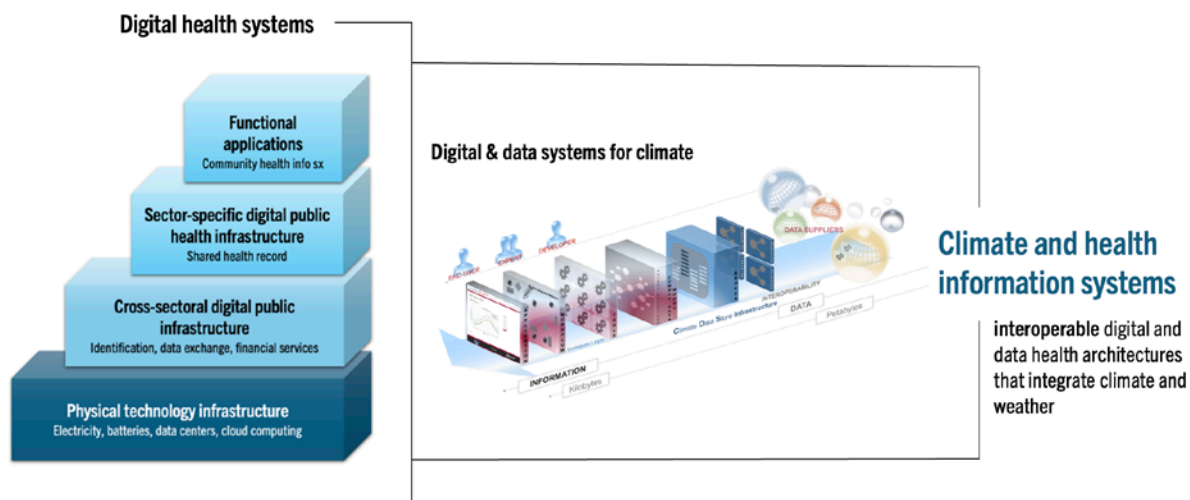 Digital health systems
Functional
applications
Community health info sx
Sector-specific digital public
health infrastructure
Shared health record
Cross-sectoral digital public
infrastructure
Identification, data exchange, financial services
Physical technology infrastructure
Electricity, batteries, data centers, cloud computing
Digital & data systems for climate
END-USER
EXPERT
DEVELOPER
DATA SUPPLIERS
INTEROPERABILITY
Climate Data Store Infrastructure
DATA
Petabytes
INFORMATION
Kilobytes
Climate and health
information systems
interoperable digital and
data health architectures
that integrate climate and
weather